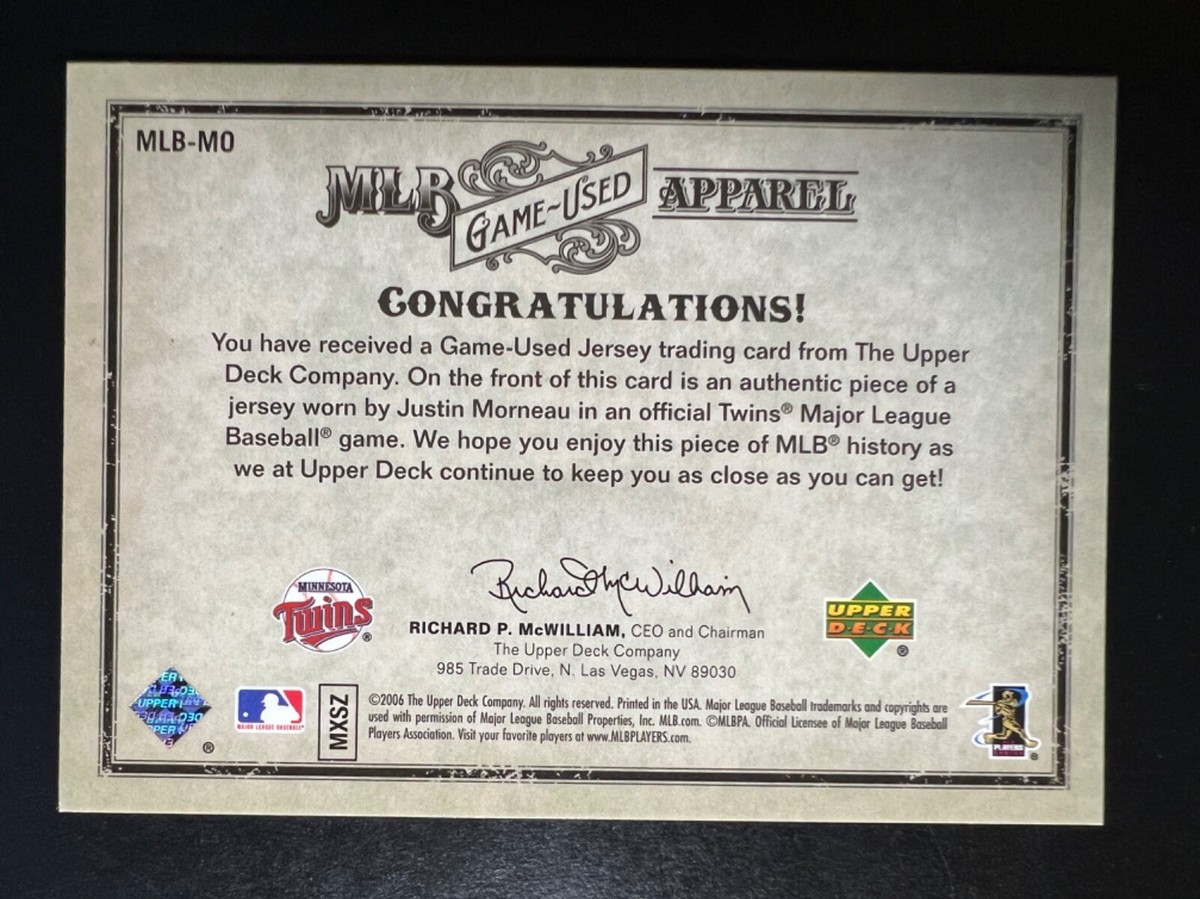 MLB-MO
MLB GAME~USED APPAREL
CONGRATULATIONS!
You have received a Game-Used Jersey trading card from The Upper
Deck Company. On the front of this card is an authentic piece of a
jersey worn by Justin Morneau in an official Twins® Major League
Baseball® game. We hope you enjoy this piece of MLB® history as
we at Upper Deck continue to keep you as close as you can get!
Richard McWilliam
MINNESOTA
Twins ®
RICHARD P. McWILLIAM, CEO and Chairman
The Upper Deck Company
985 Trade Drive, N. Las Vegas, NV 89030
UPPER
DECK ®
UPPER
®
MAJOR LEAGUE BASEBALL
MXSZ
©2006 The Upper Deck Company. All rights reserved. Printed in the USA. Major League Baseball trademarks and copyrights are
used with permission of Major League Baseball Properties, Inc. MLB.com. ©MLBPA. Official Licensee of Major League Baseball
Players Association. Visit your favorite players at www.MLBPLAYERS.com.
PLAYERS
®